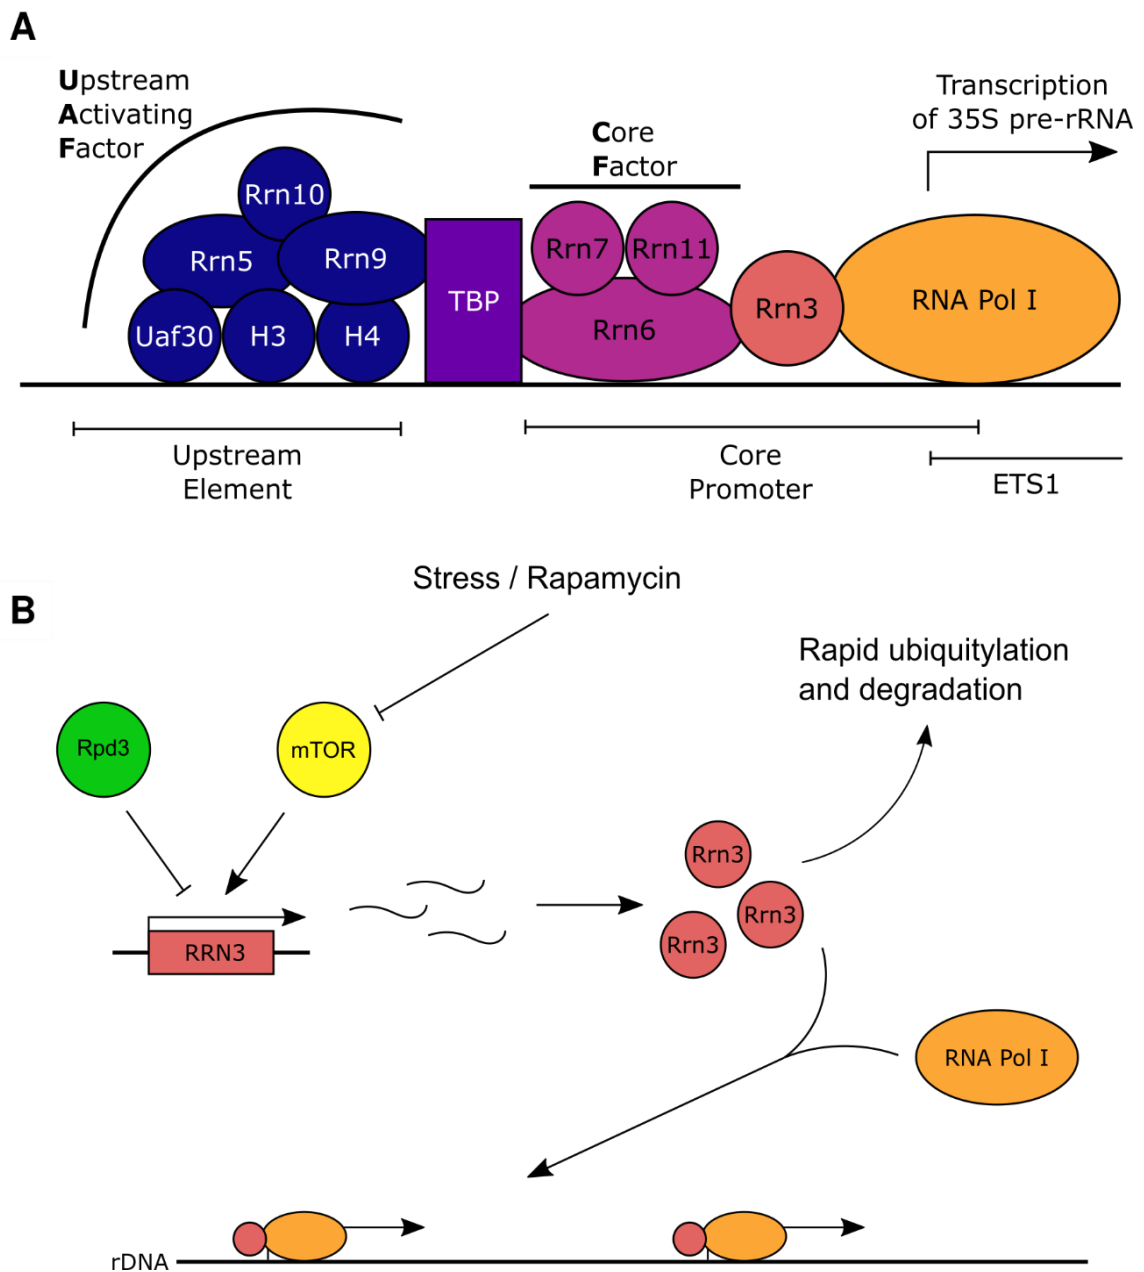 A
Upstream
Activating
Factor
Core
Factor
Transcription
of 35S pre-rRNA
Rrn10
Rrn5
Rrn9
Rrn7
Rrn11
TBP
Rrn6
Rrn3
RNA Pol I
Uaf30
H3
H4
Upstream
Element
Core
Promoter
ETS1
B
Stress / Rapamycin
Rapid ubiquitylation
and degradation
Rpd3
mTOR
Rrn3
Rrn3
Rrn3
RRN3
RNA Pol I
rDNA